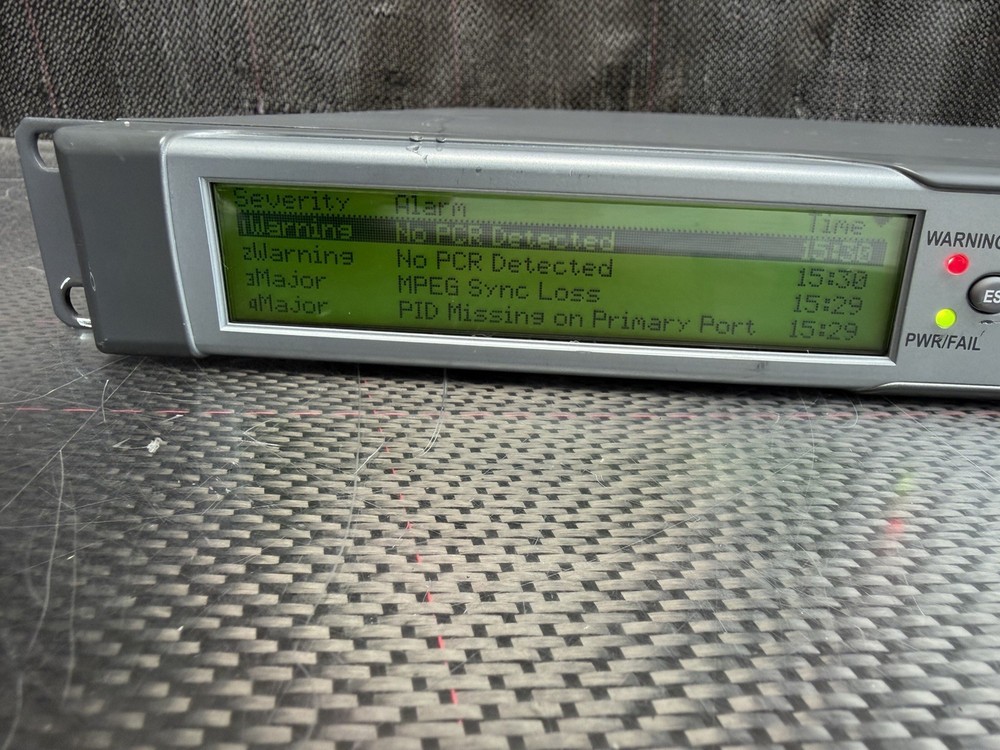 Severity Alarm Time
1Warning No PCR Detected 15:30
2Warning No PCR Detected 15:30
3Major MPEG Sync Loss 15:29
4Major PID Missing on Primary Port 15:29
WARNING
ES
PWR/FAIL